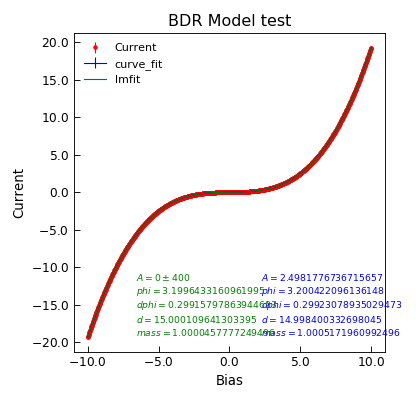 BDR Model test
Current
curve_fit
lmfit
20.0
15.0
10.0
5.0
0.0
−5.0
−10.0
−15.0
−20.0
Current
A = 0 ± 400
A = 2.4981776736715657
phi = 3.1996433160961995
phi = 3.200422096136148
dphi = 0.29915797863944663
dphi = 0.29923078935029473
d = 15.000109641303395
d = 14.998400332698045
mass = 1.0000457777249496
mass = 1.0005171960992496
−10.0
−5.0
0.0
5.0
10.0
Bias